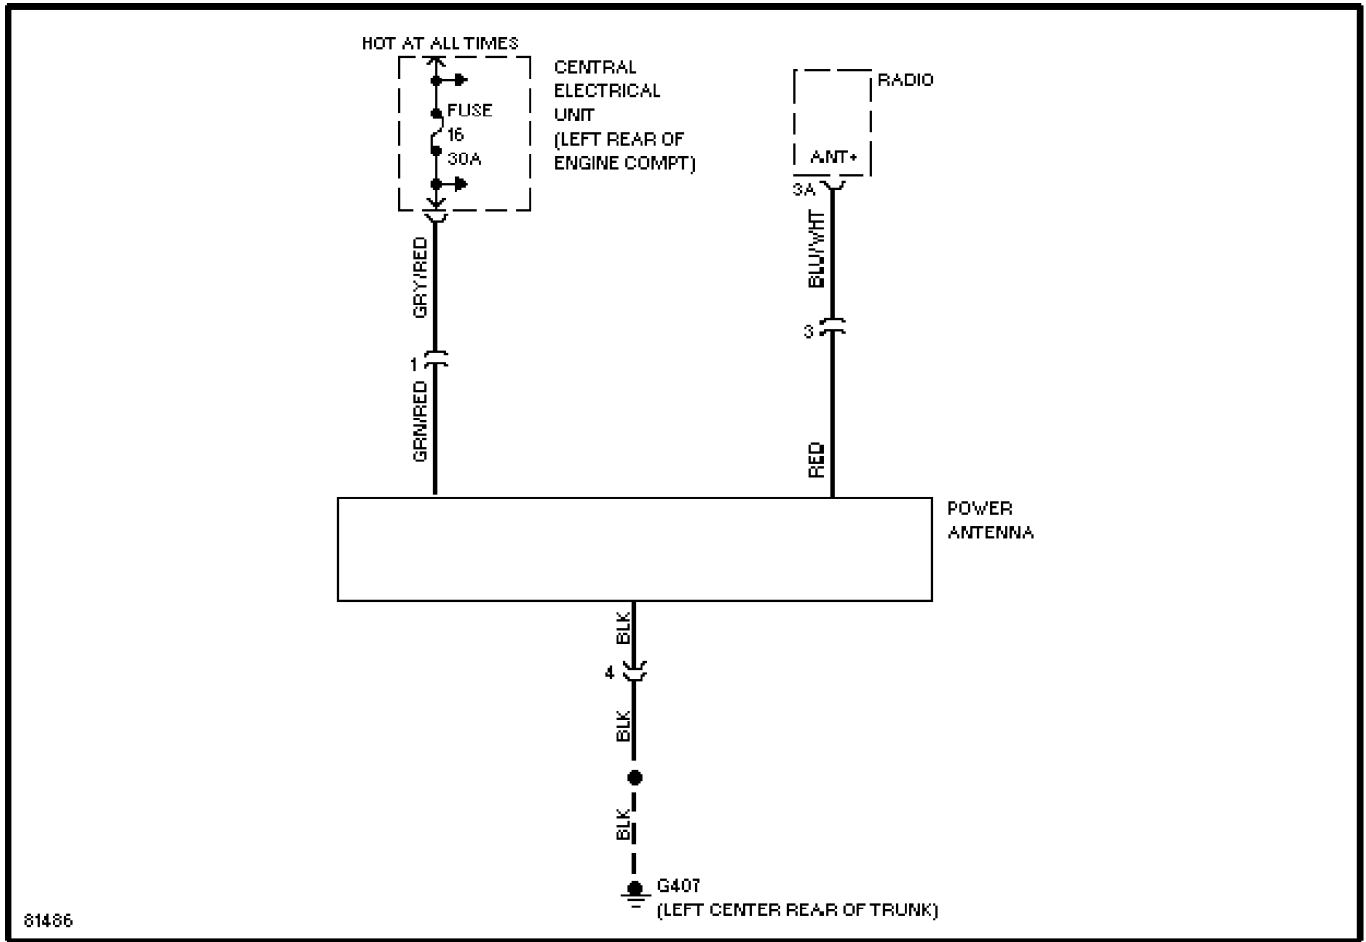 HOT AT ALL TIMES
CENTRAL
ELECTRICAL
UNIT
(LEFT REAR OF
ENGINE COMPT)
FUSE
16
30A
RADIO
ANT+
3A
GRY/RED
BLU/WHT
1
3
GRN/RED
RED
POWER
ANTENNA
BLK
4
BLK
BLK
G407
(LEFT CENTER REAR OF TRUNK)
81486